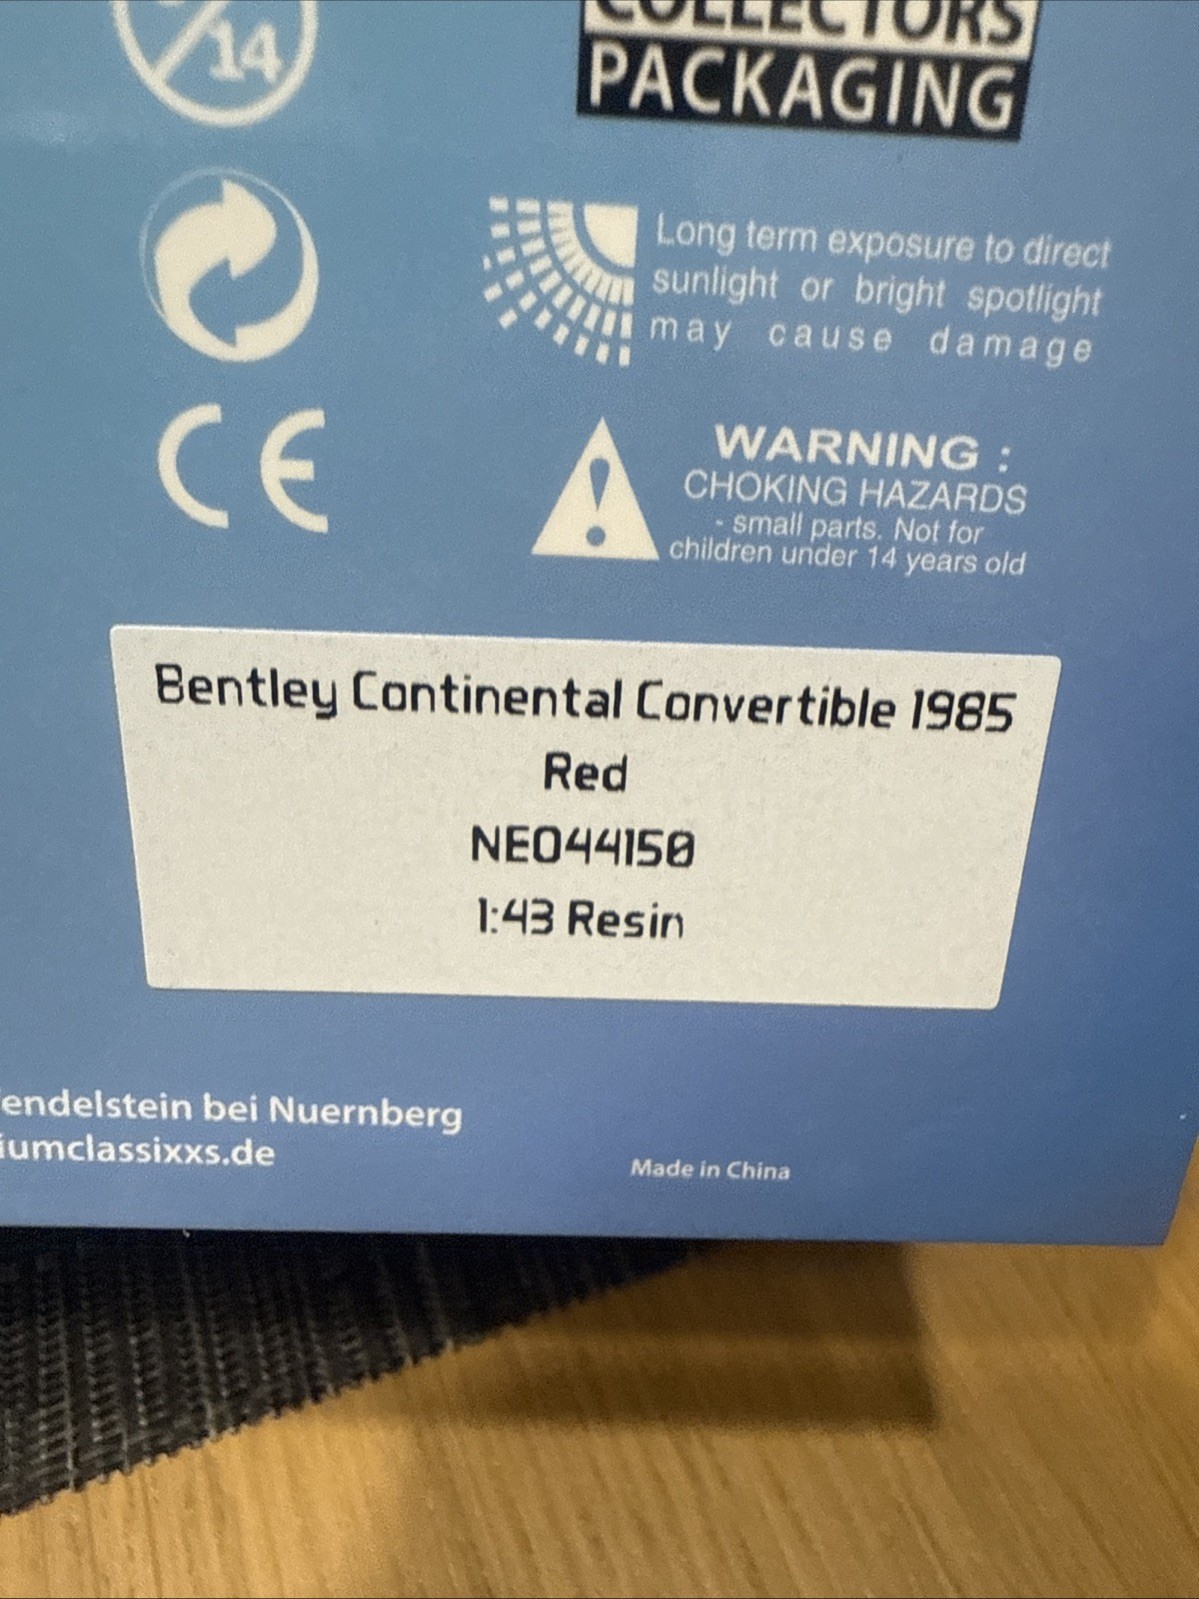 14
COLLECTORS
PACKAGING
Long term exposure to direct
sunlight or bright spotlight
may cause damage
CE
WARNING :
CHOKING HAZARDS
- small parts. Not for
children under 14 years old
Bentley Continental Convertible 1985
Red
NEO44150
1:43 Resin
endelstein bei Nuernberg
iumclassixxs.de
Made in China